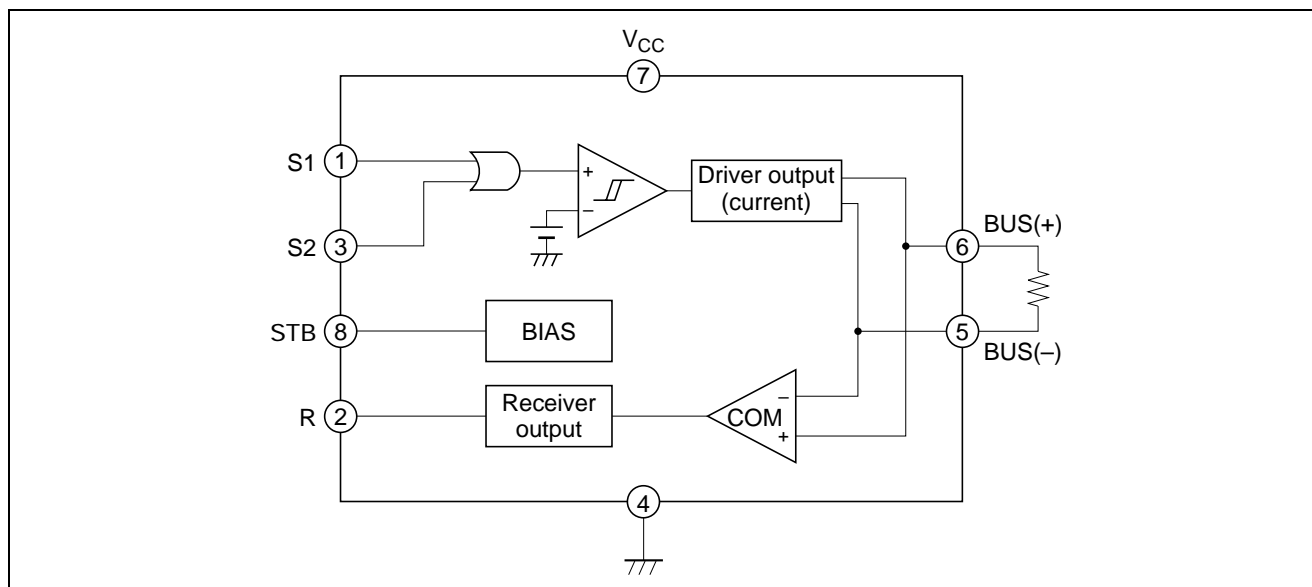 VCC
7
S1
1
+
−
Driver output
(current)
S2
3
6
BUS(+)
STB
8
BIAS
5
BUS(–)
R
2
Receiver
output
COM
−
+
4